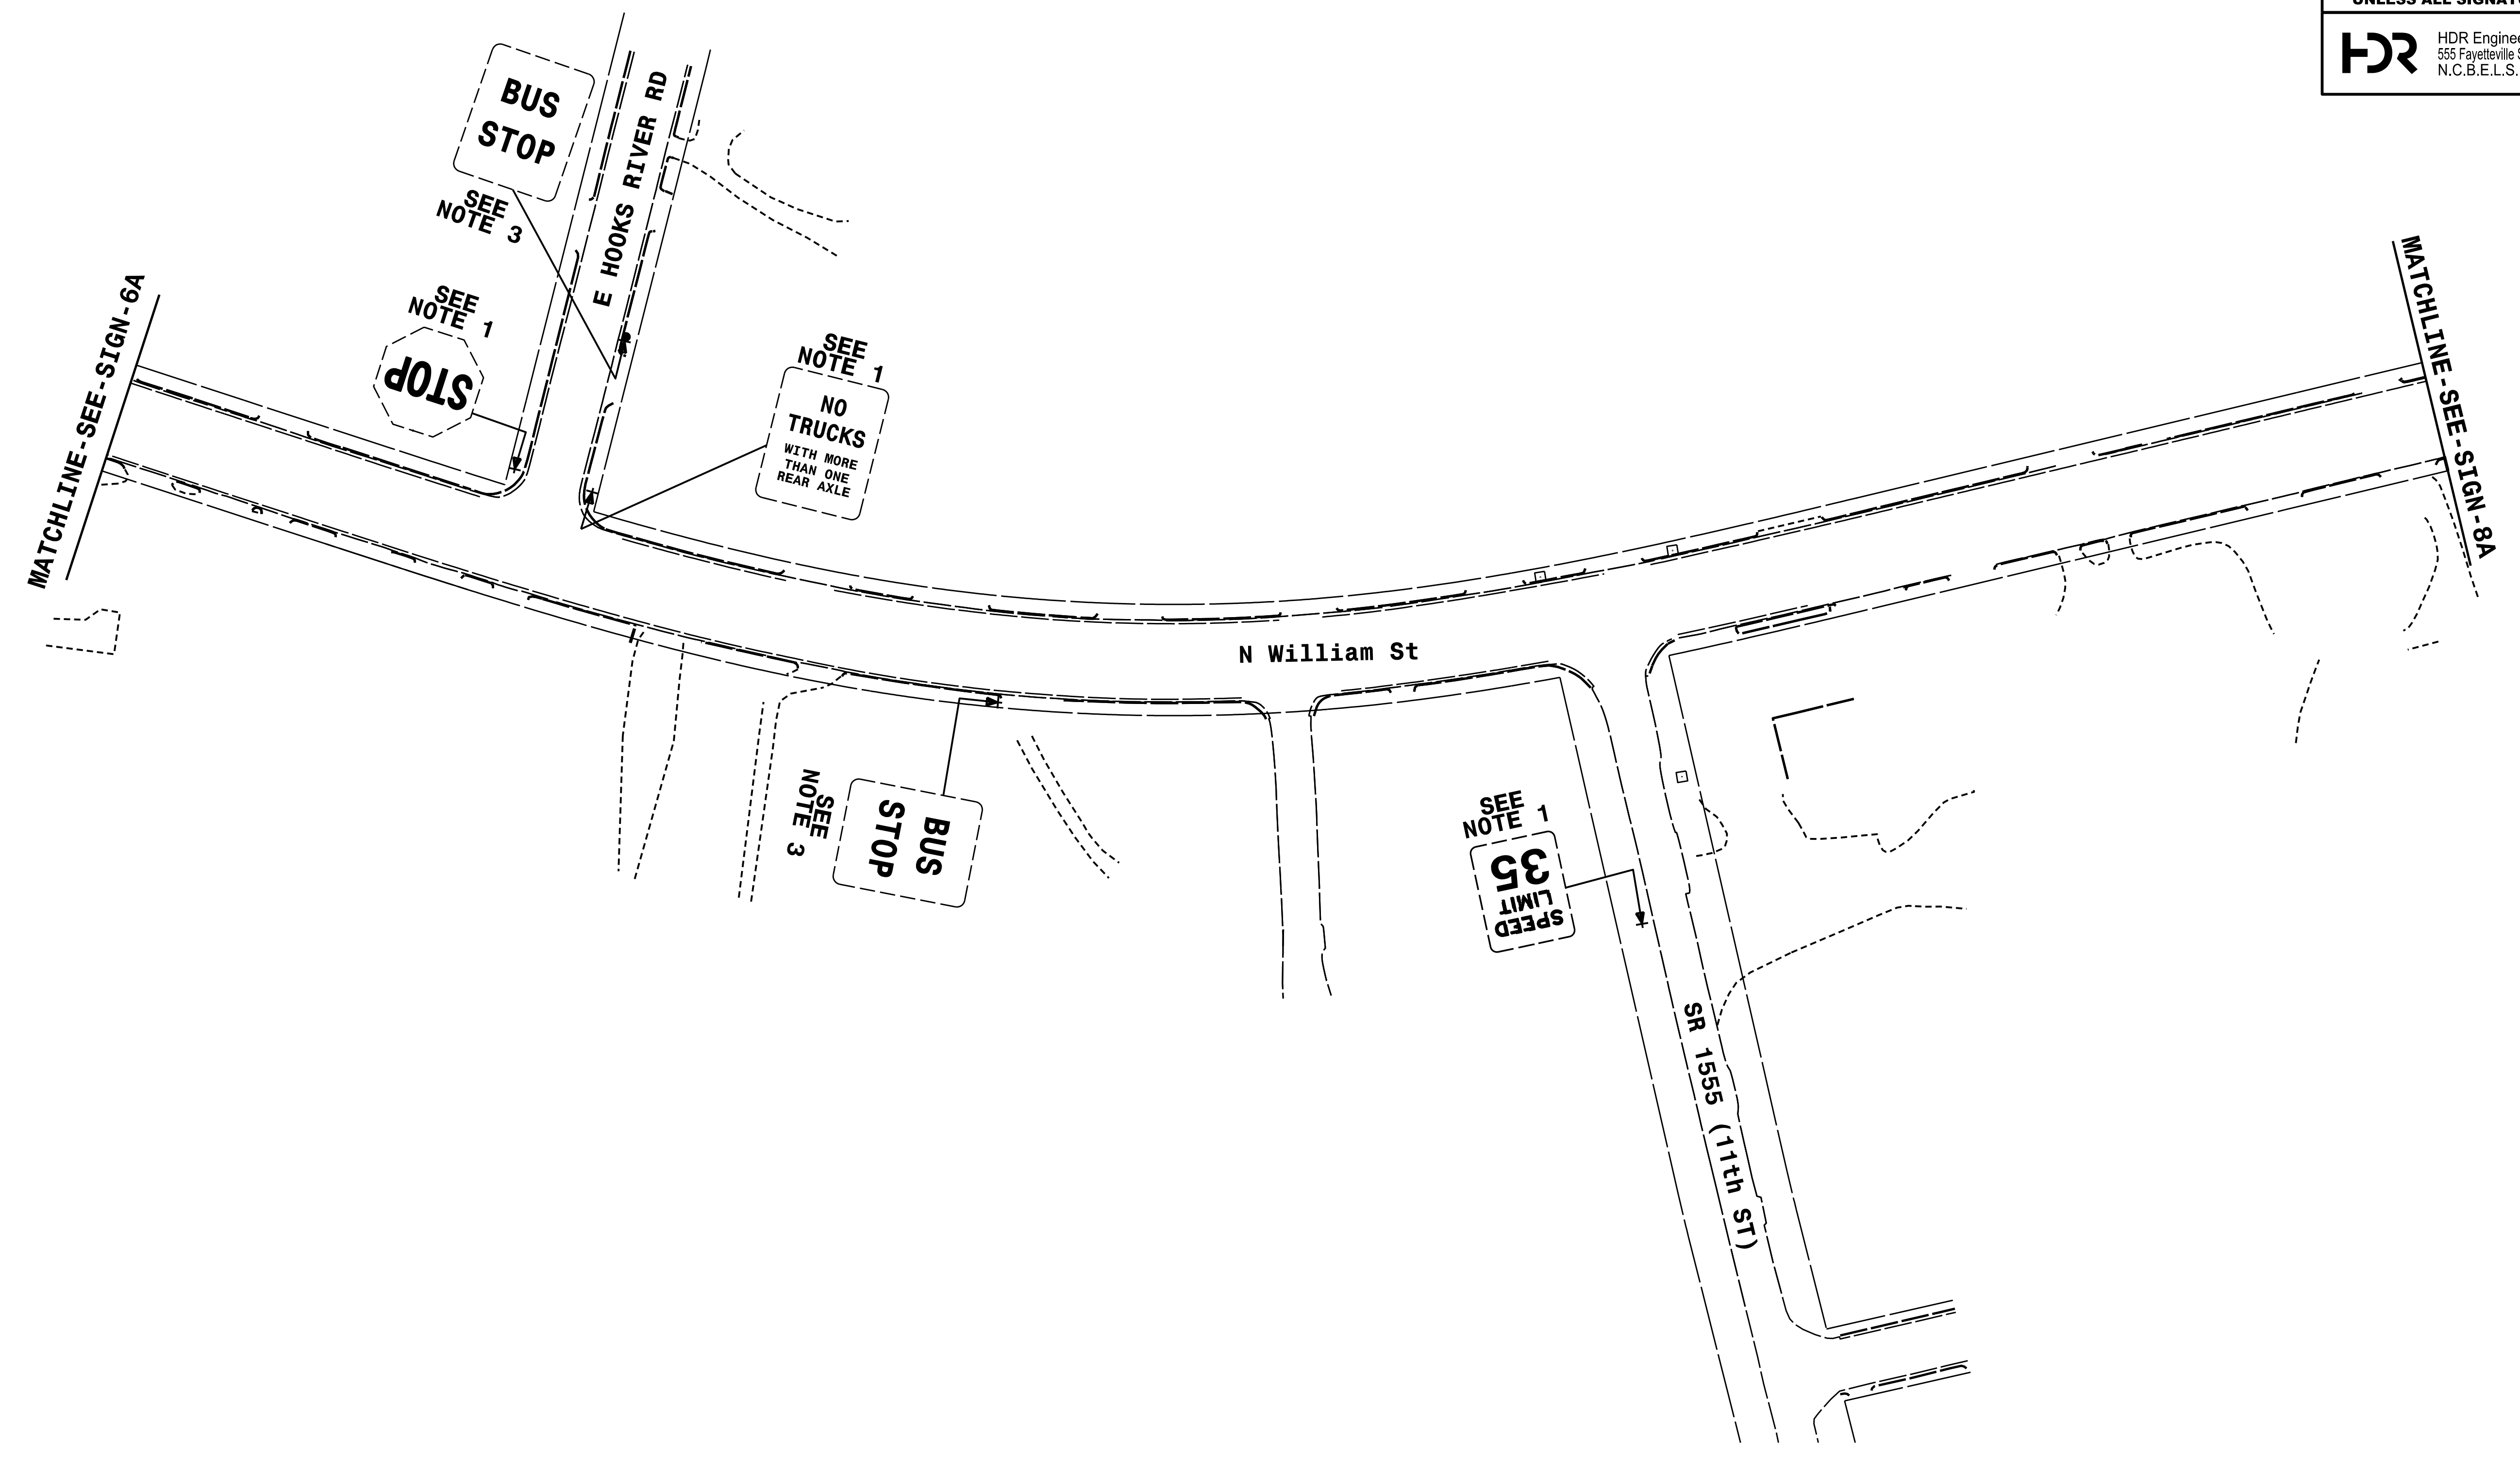 UNLESS ALL SIGNAT
HDR
HDR Enginee
555 Fayetteville S
N.C.B.E.L.S.
BUS
STOP
SEE
NOTE 3
E HOOKS RIVER RD
MATCHLINE-SEE-SIGN-6A
SEE
NOTE 1
STOP
SEE
NOTE 1
NO
TRUCKS
WITH MORE
THAN ONE
REAR AXLE
MATCHLINE-SEE-SIGN-8A
N William St
SEE
NOTE 3
BUS
STOP
SEE
NOTE 1
SPEED
LIMIT
35
SR 1555 (11th ST)